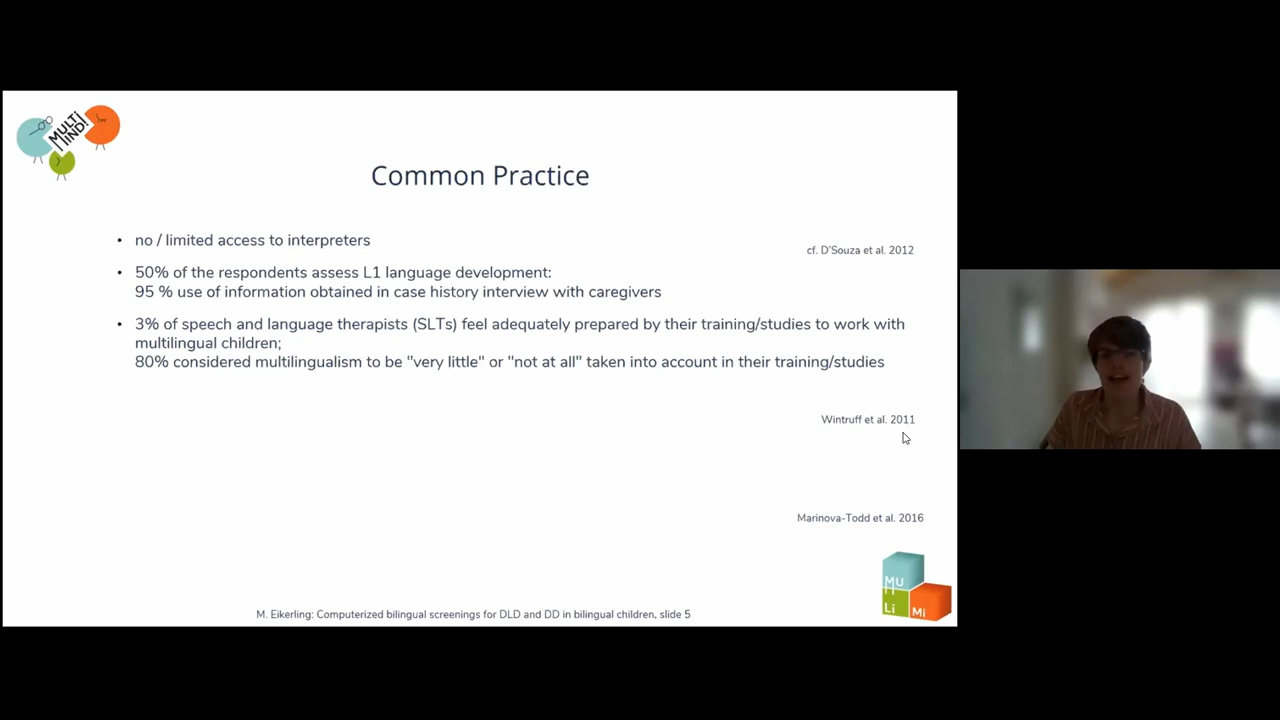 MULTI
MIND!
Common Practice
• no / limited access to interpreters
cf. D'Souza et al. 2012
• 50% of the respondents assess L1 language development:
95 % use of information obtained in case history interview with caregivers
• 3% of speech and language therapists (SLTs) feel adequately prepared by their training/studies to work with
multilingual children;
80% considered multilingualism to be "very little" or "not at all" taken into account in their training/studies
Wintruff et al. 2011
Marinova-Todd et al. 2016
MU
Li Mi
M. Eikerling: Computerized bilingual screenings for DLD and DD in bilingual children, slide 5